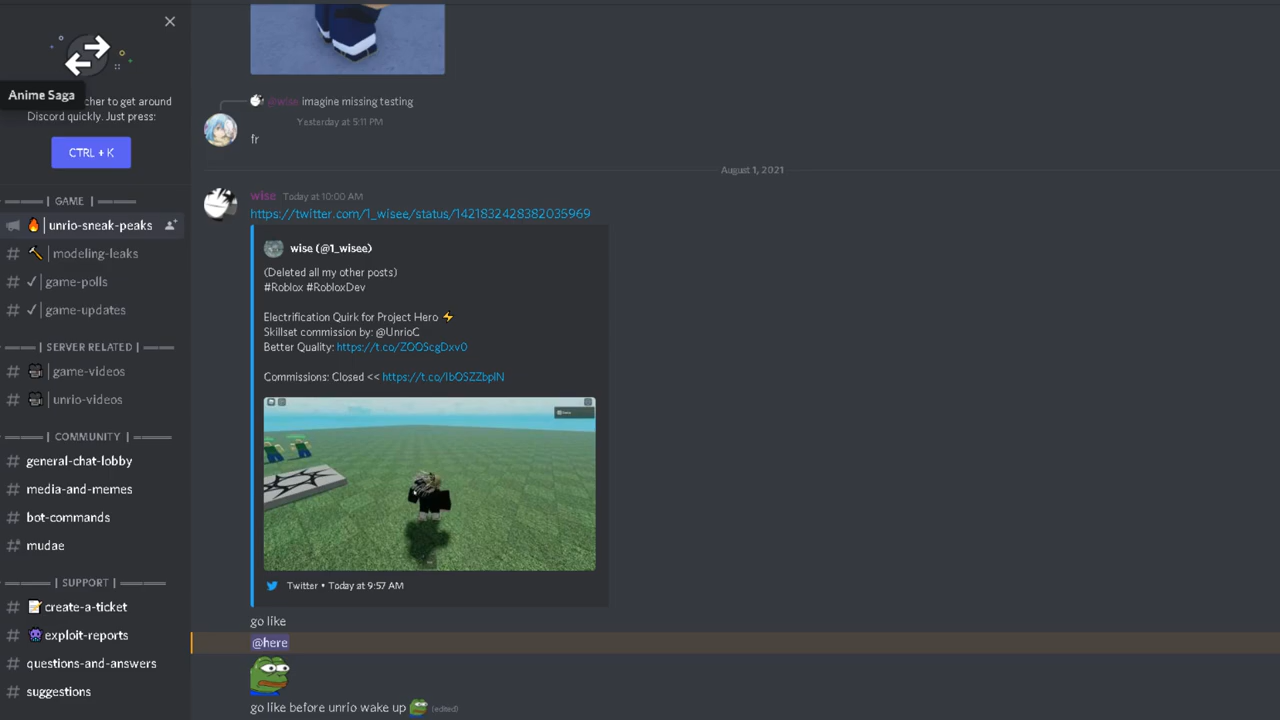 Anime Saga
cher to get around
Discord quickly. Just press:
CTRL + K
| GAME |
unrio-sneak-peaks
modeling-leaks
game-polls
game-updates
| SERVER RELATED |
game-videos
unrio-videos
| COMMUNITY |
general-chat-lobby
media-and-memes
bot-commands
mudae
| SUPPORT |
create-a-ticket
exploit-reports
questions-and-answers
suggestions
@wise imagine missing testing
Yesterday at 5:11 PM
fr
August 1, 2021
wise Today at 10:00 AM
https://twitter.com/1_wisee/status/1421832428382035969
wise (@1_wisee)
(Deleted all my other posts)
#Roblox #RobloxDev
Electrification Quirk for Project Hero ⚡
Skillset commission by: @UnrioC
Better Quality: https://t.co/ZOOScgDxv0
Commissions: Closed << https://t.co/IbOSZZbpIN
Twitter • Today at 9:57 AM
go like
@here
go like before unrio wake up (edited)